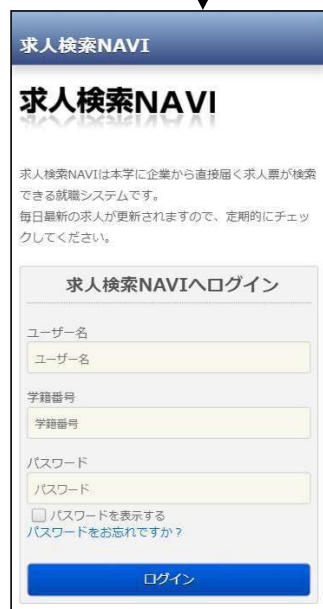 求人検索NAVI
求人検索NAVI
求人検索NAVIは本学に企業から直接届く求人票が検索
できる就職システムです。
毎日最新の求人が更新されますので、定期的にチェッ
クしてください。
求人検索NAVIへログイン
ユーザー名
ユーザー名
学籍番号
学籍番号
パスワード
パスワード
パスワードを表示する
パスワードをお忘れですか？
ログイン